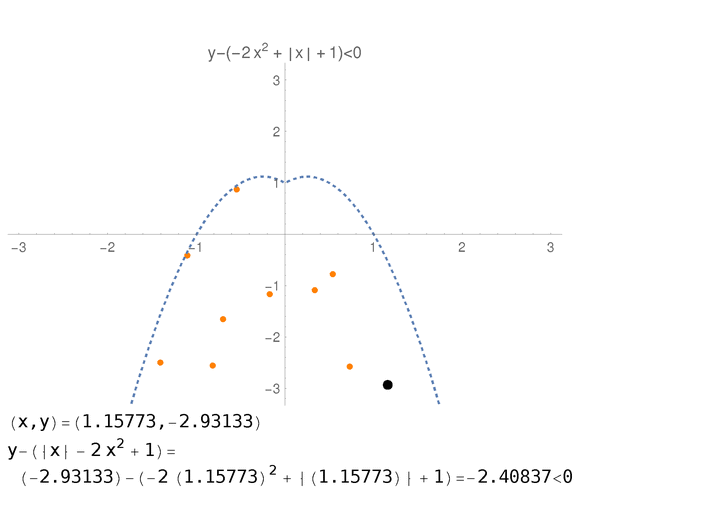 y−(−2 x² + |x| + 1)<0
3
2
1
−3 −2 −1 1 2 3
−1
−2
−3
(x,y)=(1.15773,−2.93133)
y−(|x| − 2 x² + 1)=
(−2.93133)−(−2 (1.15773)² + |(1.15773)| + 1)=−2.40837<0